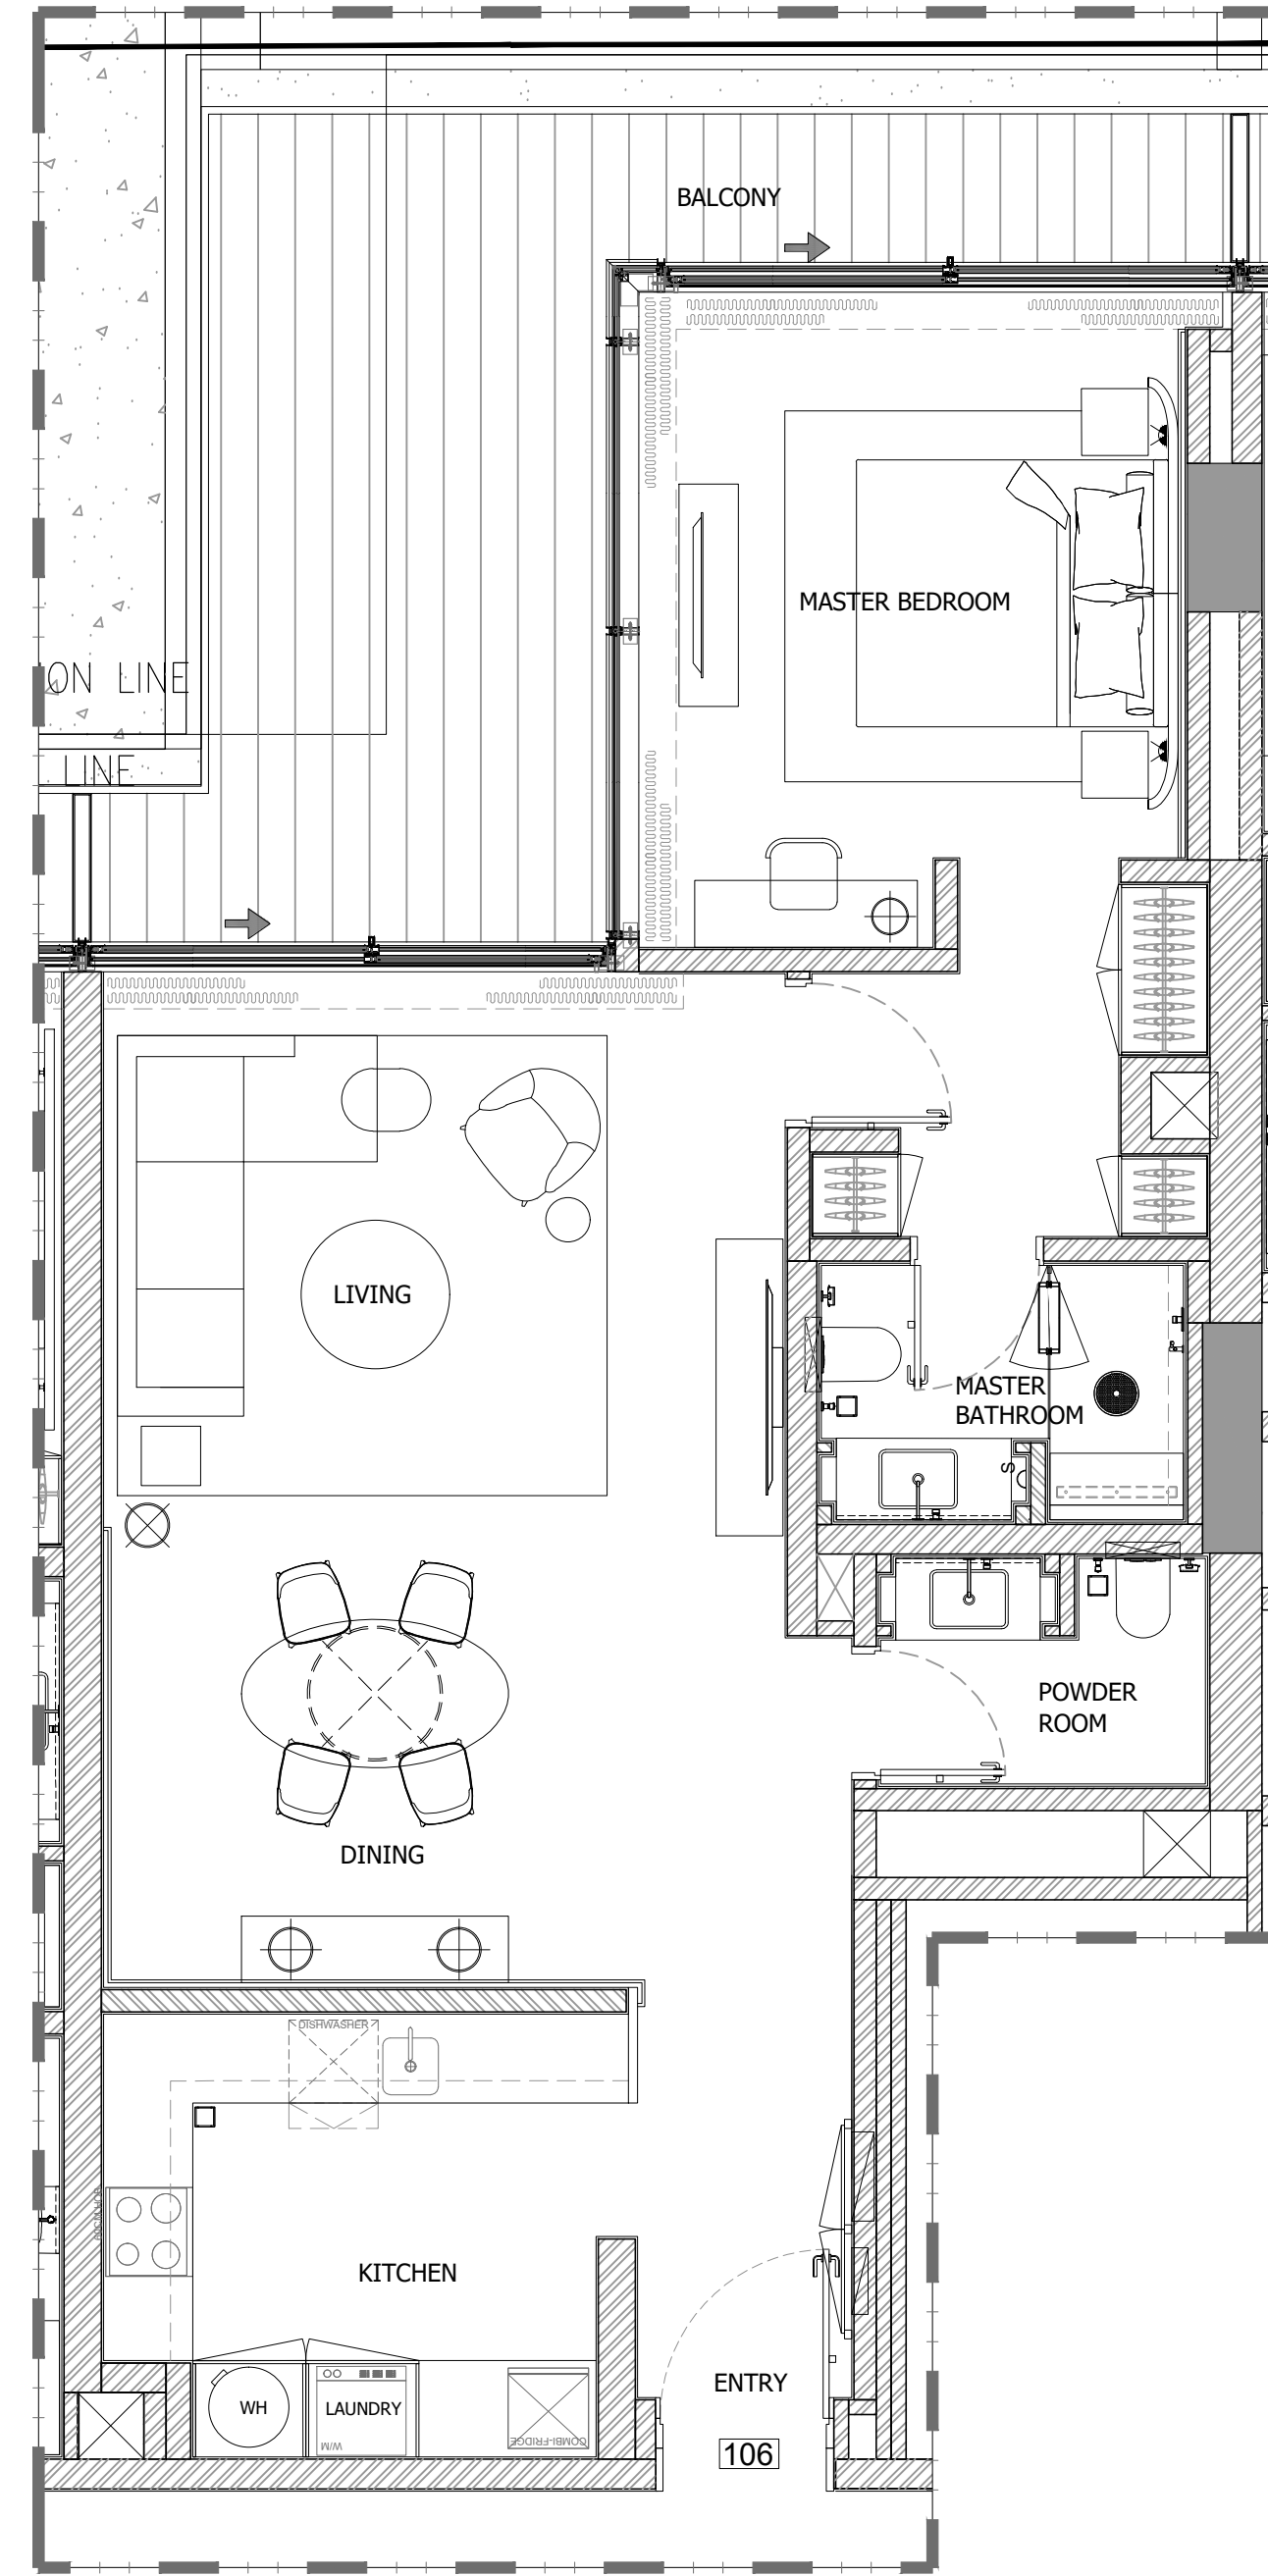 BALCONY
MASTER BEDROOM
ON LINE
LINE
LIVING
MASTER
BATHROOM
S
POWDER
ROOM
DINING
DISHWASHER
KITCHEN
ENTRY
WH
LAUNDRY
W/M
COMBI-FRIDGE
106